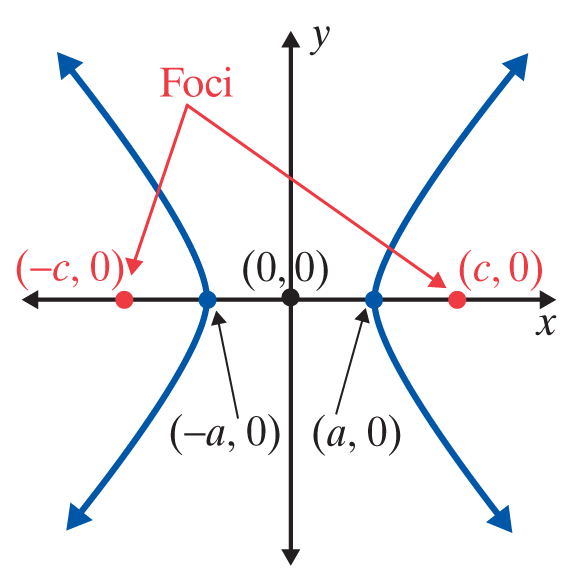 y
Foci
(–c, 0)
(0, 0)
(c, 0)
x
(–a, 0)
(a, 0)